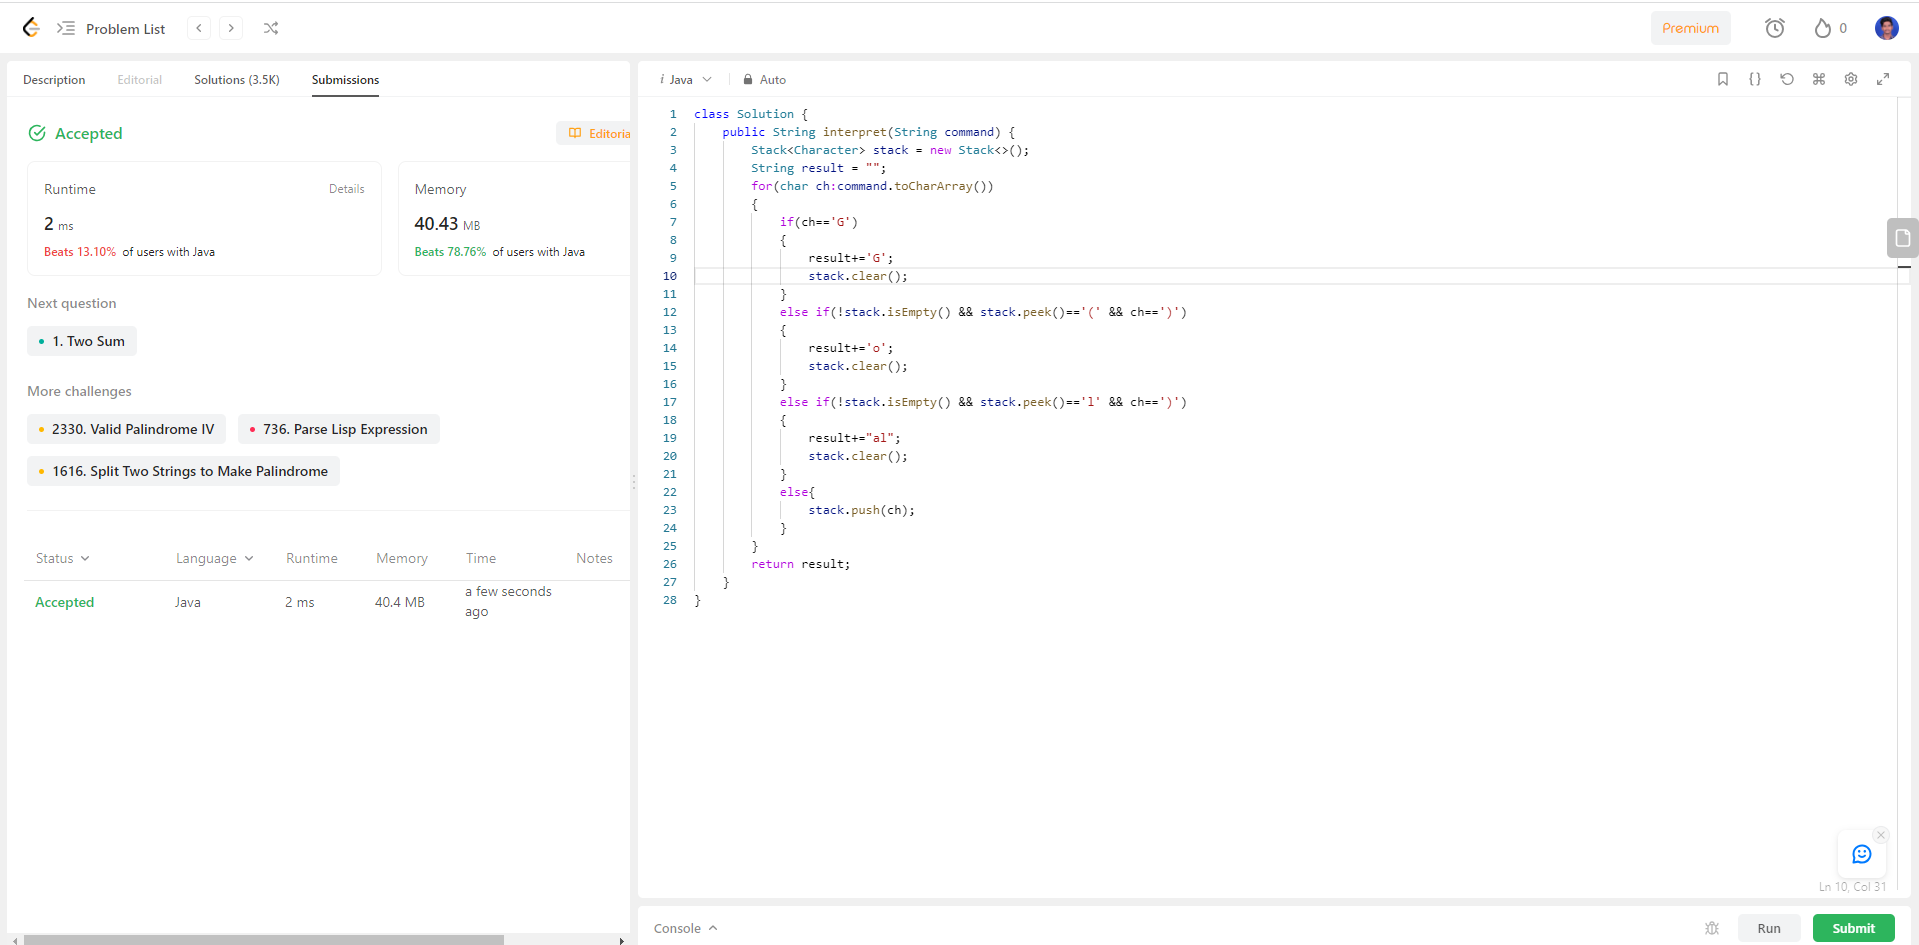 Problem List
Premium
0
Description Editorial Solutions (3.5K) Submissions
Accepted
Editoria
Runtime Details
2 ms
Beats 13.10% of users with Java
Memory
40.43 MB
Beats 78.76% of users with Java
Next question
1. Two Sum
More challenges
2330. Valid Palindrome IV
736. Parse Lisp Expression
1616. Split Two Strings to Make Palindrome
Status Language Runtime Memory Time Notes
Accepted Java 2 ms 40.4 MB a few seconds
ago
i Java Auto
1 class Solution {
2 public String interpret(String command) {
3 Stack<Character> stack = new Stack<>();
4 String result = "";
5 for(char ch:command.toCharArray())
6 {
7 if(ch=='G')
8 {
9 result+='G';
10 stack.clear();
11 }
12 else if(!stack.isEmpty() && stack.peek()=='(' && ch==')')
13 {
14 result+='o';
15 stack.clear();
16 }
17 else if(!stack.isEmpty() && stack.peek()=='l' && ch==')')
18 {
19 result+="al";
20 stack.clear();
21 }
22 else{
23 stack.push(ch);
24 }
25 }
26 return result;
27 }
28 }
Ln 10, Col 31
Console
Run
Submit